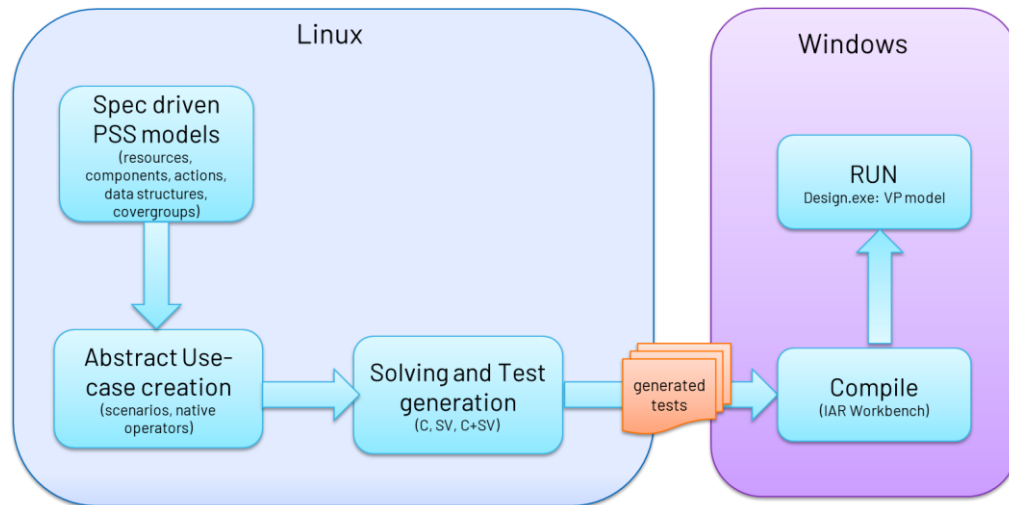 Linux
Spec driven
PSS models
(resources,
components, actions,
data structures,
covergroups)
Abstract Use-
case creation
(scenarios, native
operators)
Solving and Test
generation
(C, SV, C+SV)
generated
tests
Windows
RUN
Design.exe: VP model
Compile
(IAR Workbench)